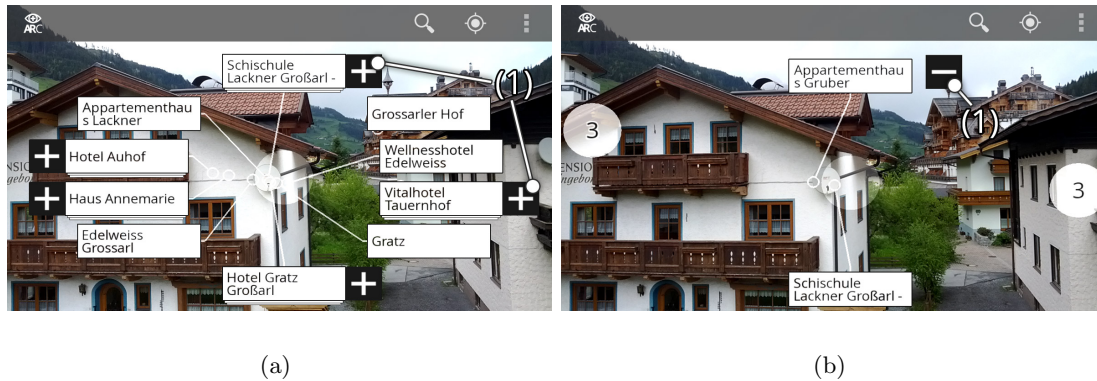 ARC
Schischule
Lackner Großarl -
(1)
Appartementhau
s Lackner
Grossarler Hof
Hotel Auhof
Wellnesshotel
Edelweiss
Haus Annemarie
Vitalhotel
Tauernhof
Edelweiss
Grossarl
Gratz
Hotel Gratz
Großarl
(a)
ARC
Appartementhau
s Gruber
(1)
3
ENSION
3
Schischule
Lackner Großarl -
(b)